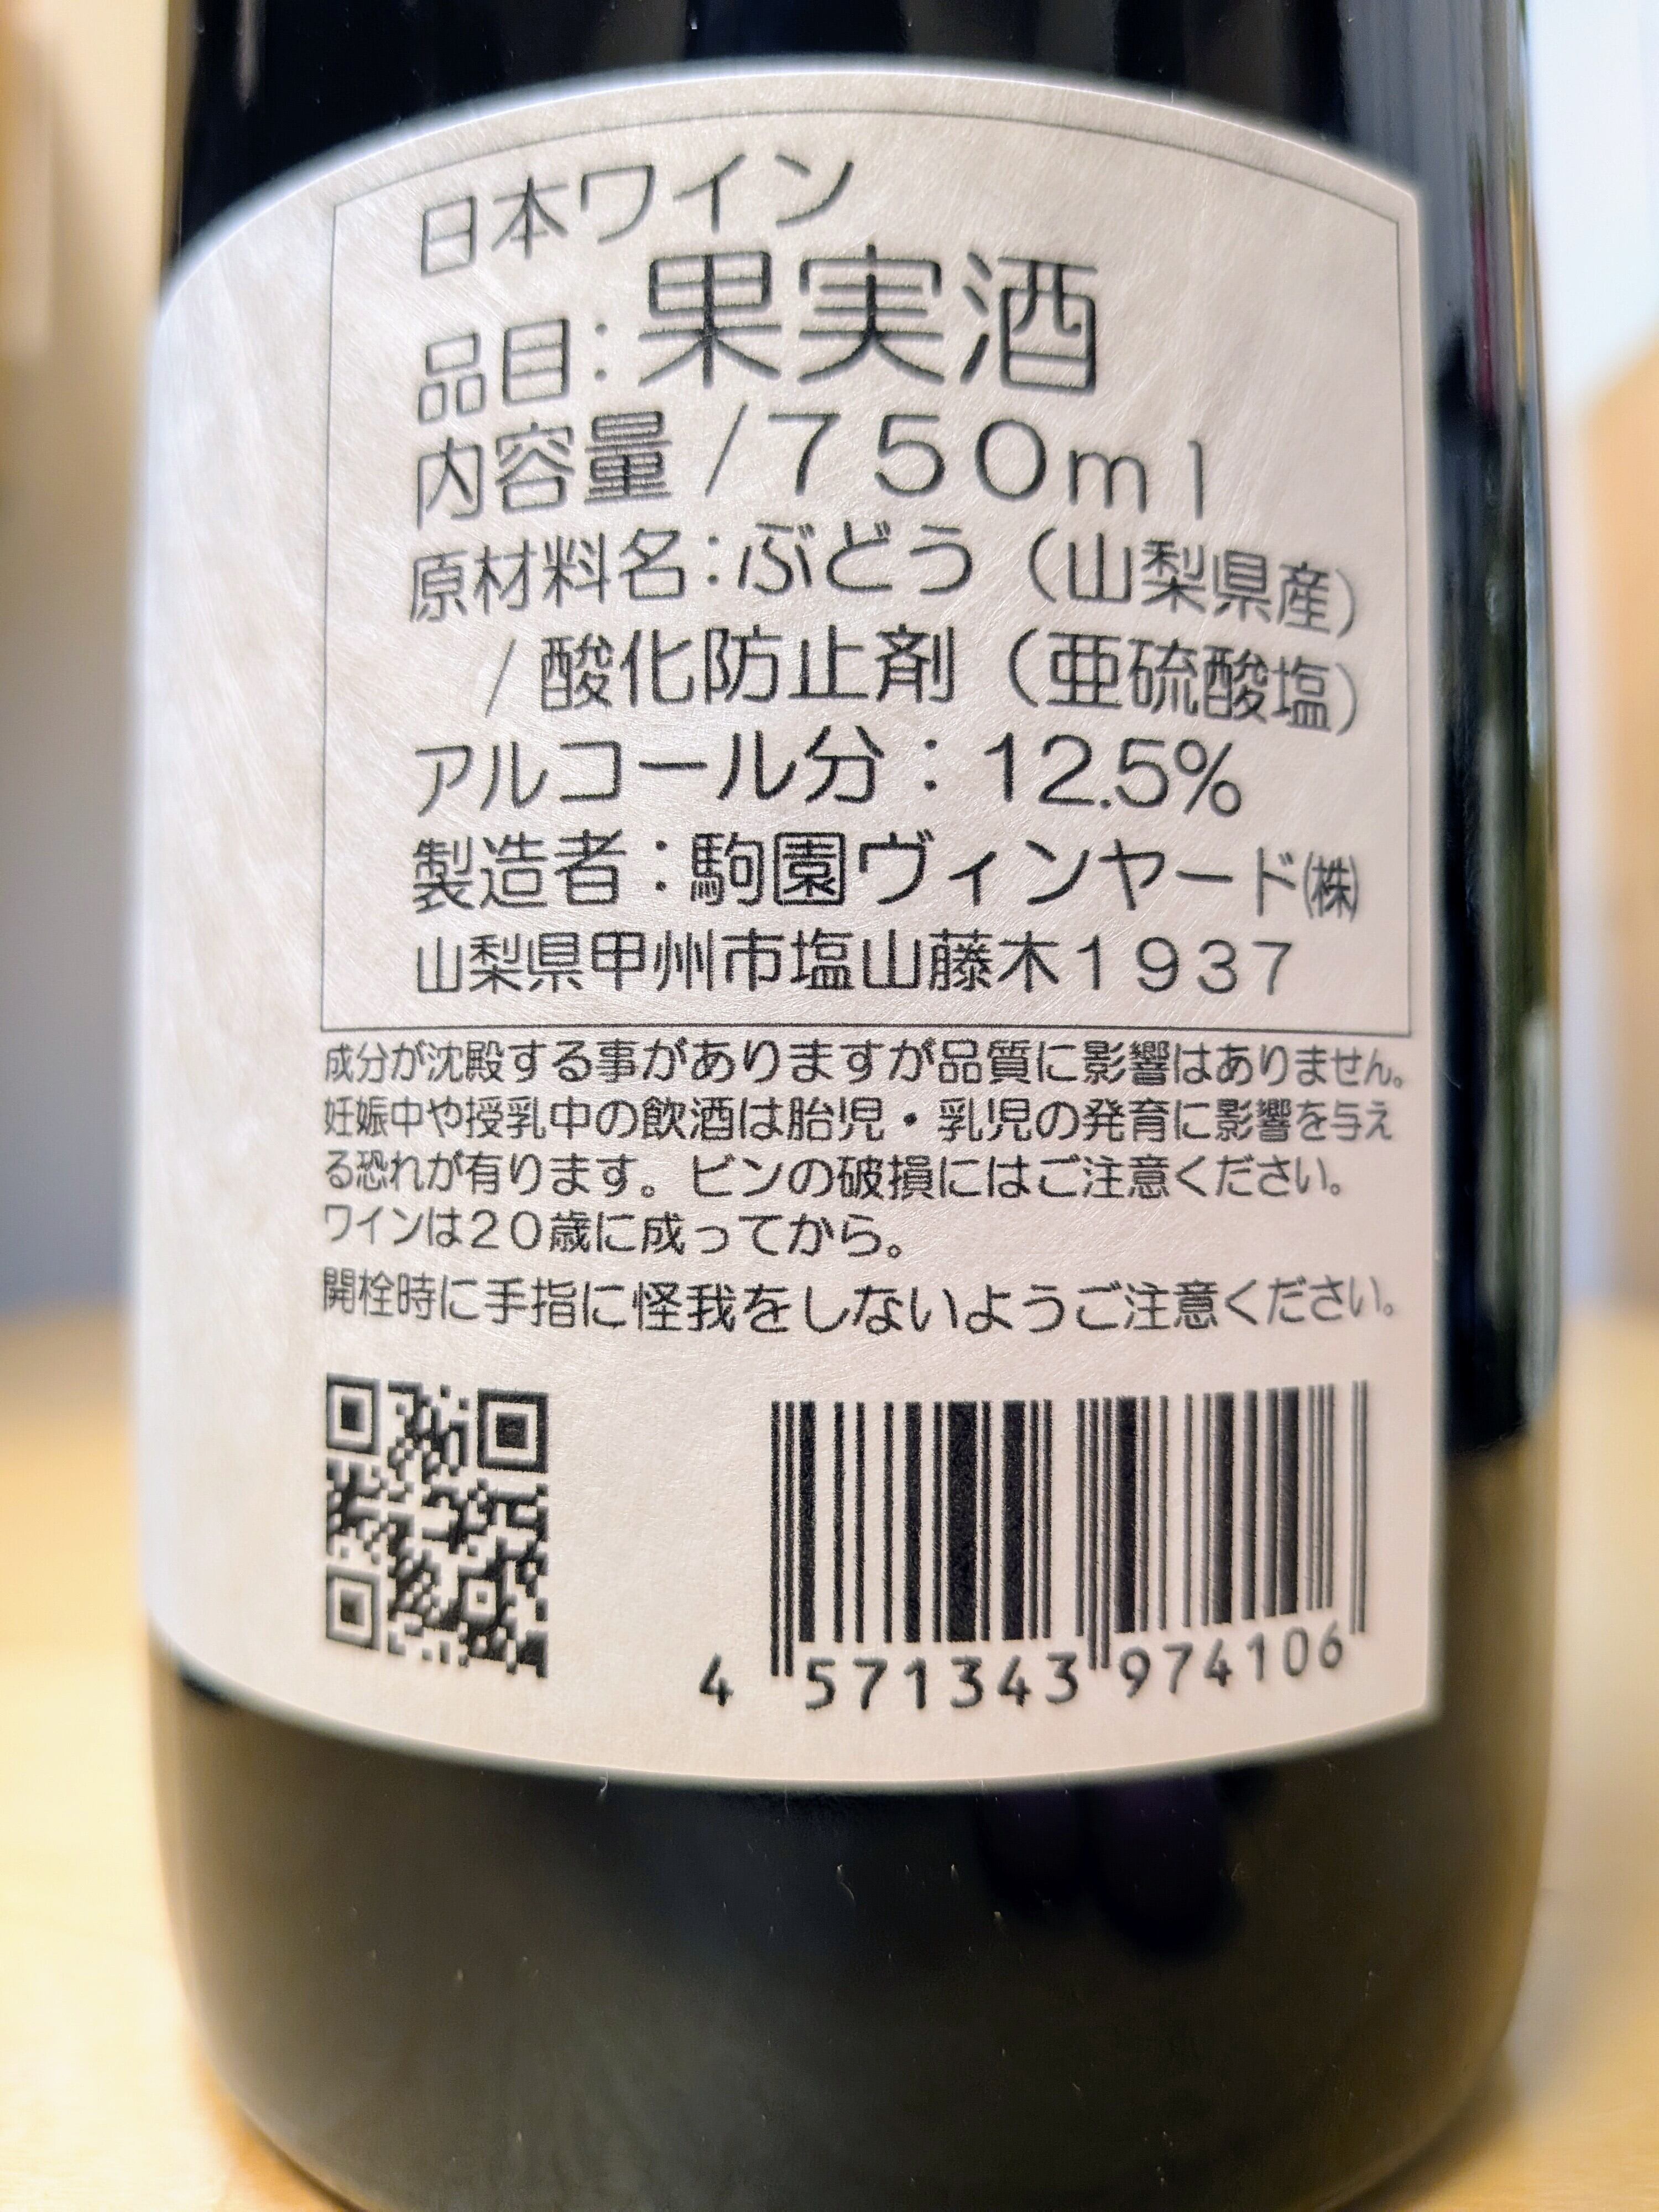 日本ワイン
品目:果実酒
内容量/750ml
原材料名:ぶどう(山梨県産)
/酸化防止剤(亜硫酸塩)
アルコール分:12.5%
製造者:駒園ヴィンヤード㈱
山梨県甲州市塩山藤木1937
成分が沈殿する事がありますが品質に影響はありません。
妊娠中や授乳中の飲酒は胎児・乳児の発育に影響を与え
る恐れが有ります。ビンの破損にはご注意ください。
ワインは20歳に成ってから。
開栓時に手指に怪我をしないようご注意ください。
4 571343 974106